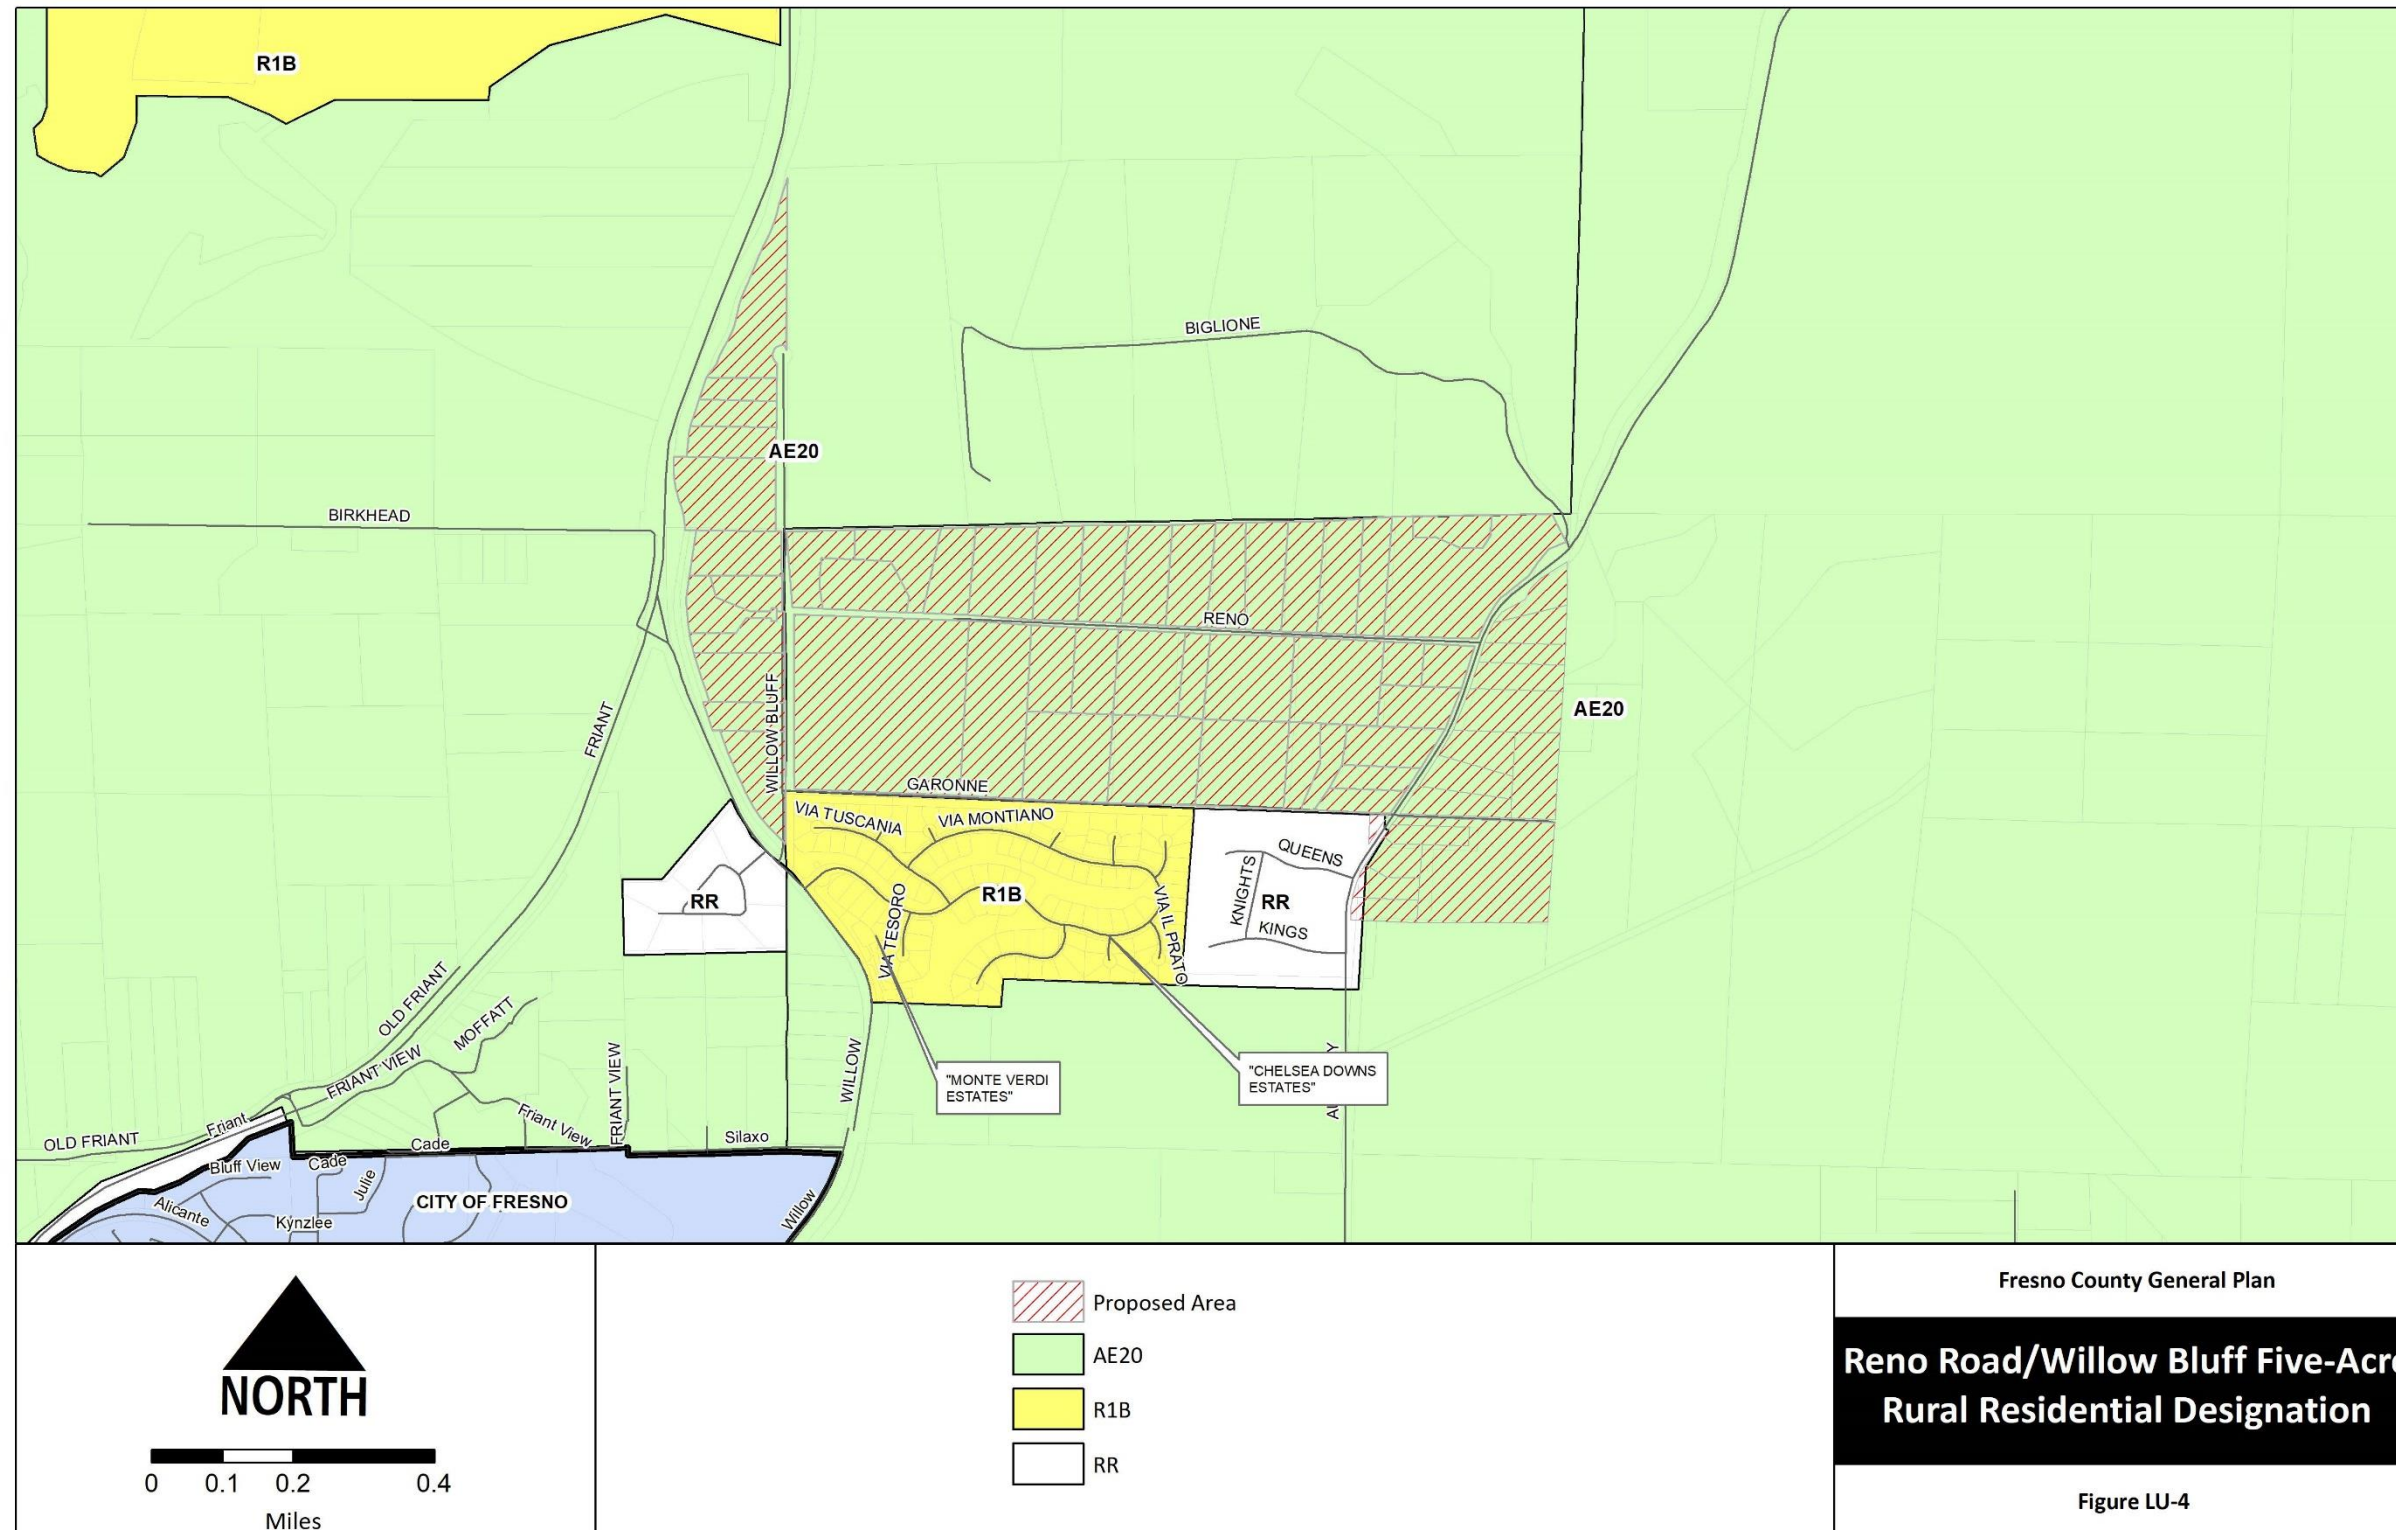 R1B
BIGLIONE
AE20
BIRKHEAD
RENO
WILLOW BLUFF
AE20
FRIANT
GARONNE
VIA TUSCANIA
VIA MONTIANO
QUEENS
KNIGHTS
RR
R1B
RR
VIA TESORO
VIA IL PRATO
KINGS
OLD FRIANT
MOFFATT
FRIANT VIEW
FRIANT VIEW
WILLOW
"MONTE VERDI
ESTATES"
"CHELSEA DOWNS
ESTATES"
OLD FRIANT
Friant
Friant View
Cade
Silaxo
Bluff View
Cade
Julie
Alicante
Kynzlee
CITY OF FRESNO
Willow
NORTH
0 0.1 0.2 0.4
Miles
Proposed Area
AE20
R1B
RR
Fresno County General Plan
Reno Road/Willow Bluff Five-Acre
Rural Residential Designation
Figure LU-4